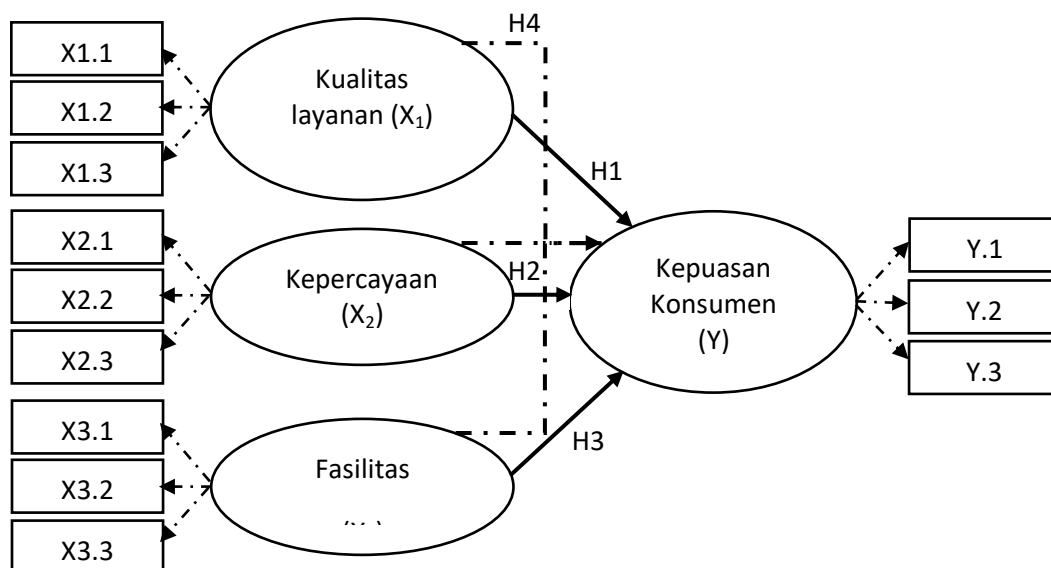 H4
X1.1
X1.2
X1.3
Kualitas
layanan (X₁)
H1
X2.1
X2.2
X2.3
Kepercayaan
(X₂)
H2
Kepuasan
Konsumen
(Y)
Y.1
Y.2
Y.3
X3.1
X3.2
X3.3
Fasilitas
H3